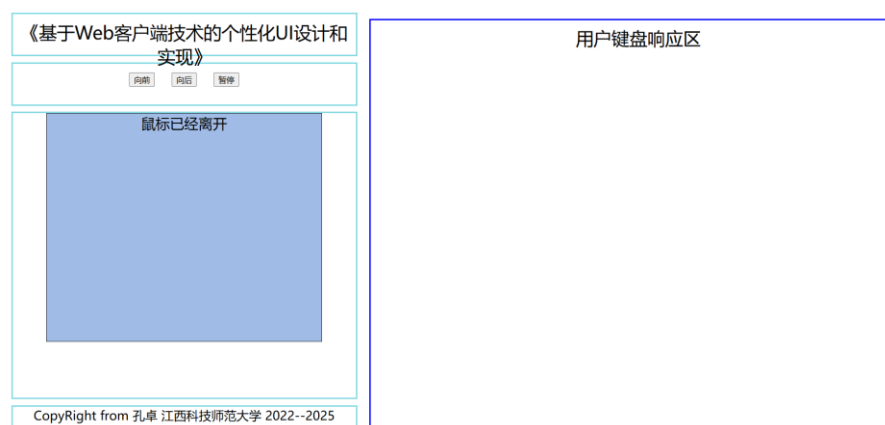 《基于Web客户端技术的个性化UI设计和
实现》
向前 向后 暂停
鼠标已经离开
CopyRight from 孔卓 江西科技师范大学 2022--2025
用户键盘响应区